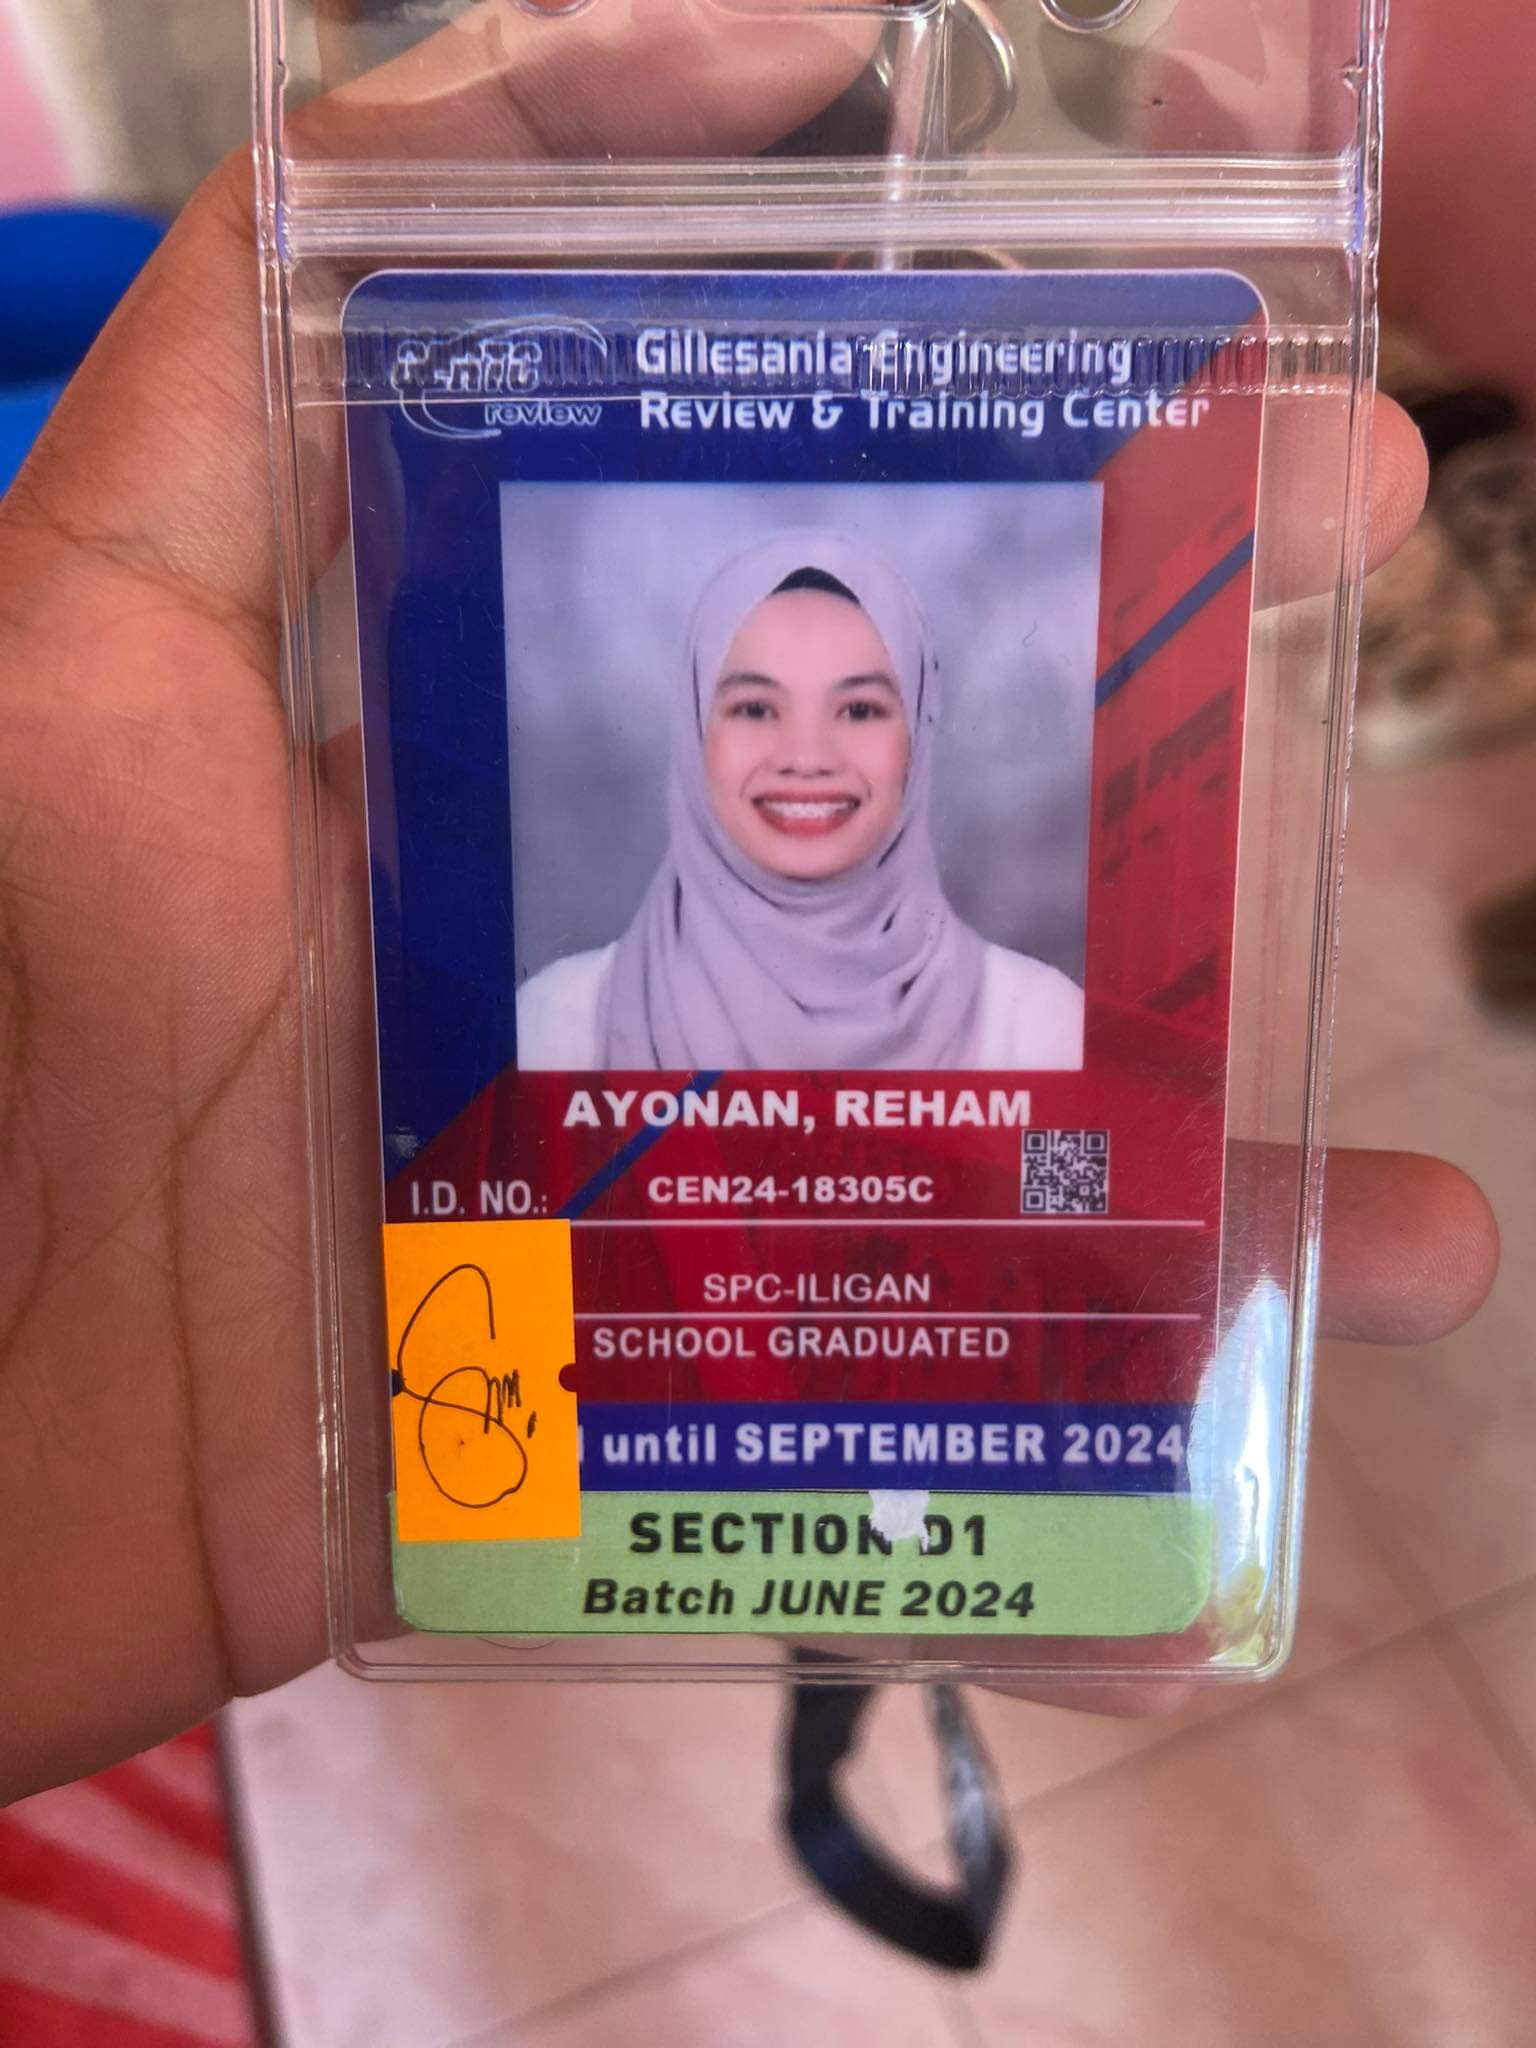 Gillesania Engineering
Review & Training Center
review
AYONAN, REHAM
I.D. NO.: CEN24-18305C
SPC-ILIGAN
SCHOOL GRADUATED
until SEPTEMBER 2024
SECTION D1
Batch JUNE 2024